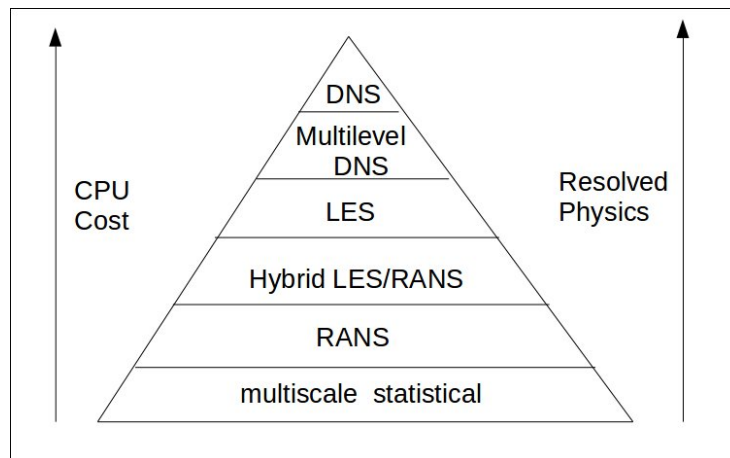 DNS
Multilevel
DNS
CPU
Cost
LES
Resolved
Physics
Hybrid LES/RANS
RANS
multiscale statistical